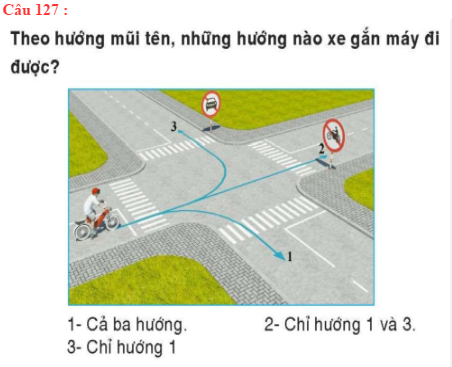 Câu 127 :
Theo hướng mũi tên, những hướng nào xe gắn máy đi
được?
3
2
1
1- Cả ba hướng.
2- Chỉ hướng 1 và 3.
3- Chỉ hướng 1